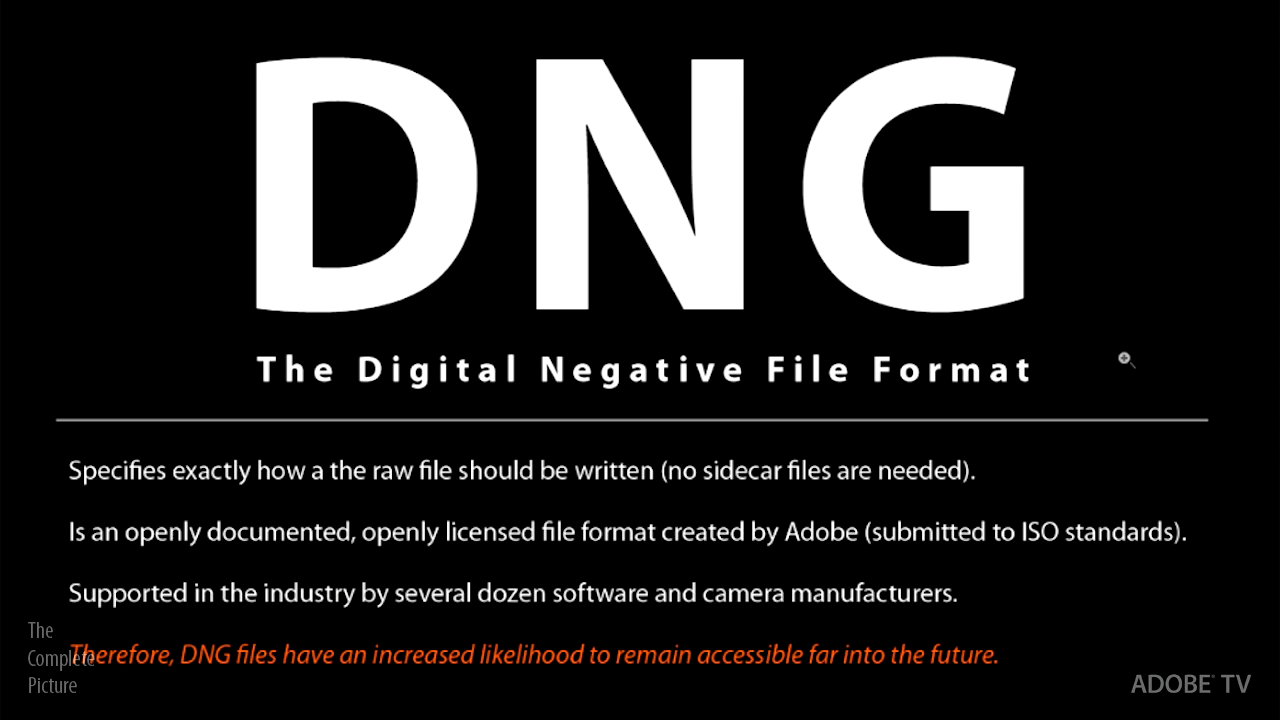 DNG
The Digital Negative File Format
Specifies exactly how a the raw file should be written (no sidecar files are needed).
Is an openly documented, openly licensed file format created by Adobe (submitted to ISO standards).
Supported in the industry by several dozen software and camera manufacturers.
Therefore, DNG files have an increased likelihood to remain accessible far into the future.
The
Complete
Picture
ADOBE® TV